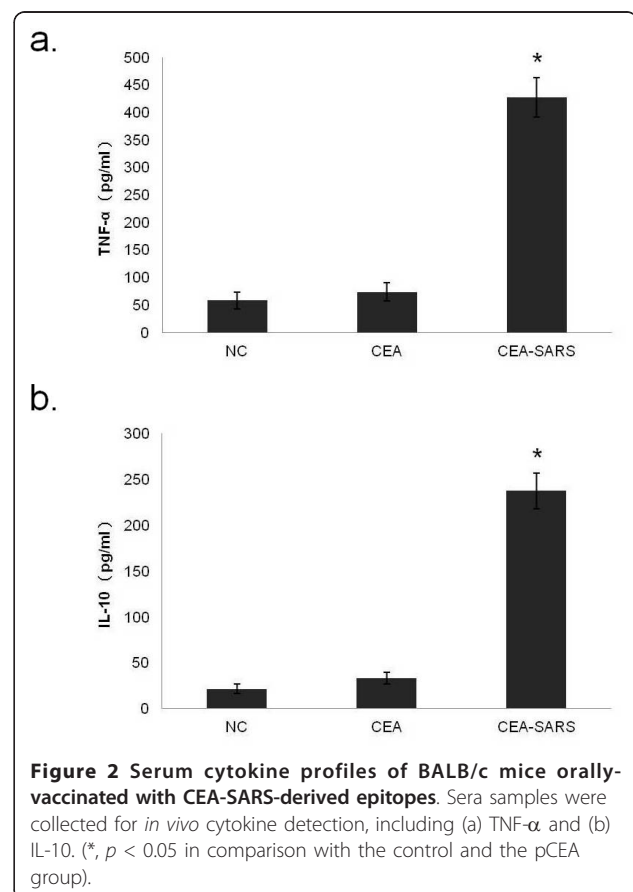 a.
500
450
400
350
300
250
200
150
100
50
0
TNF-α (pg/ml)
*
NC CEA CEA-SARS
b.
300
250
200
150
100
50
0
IL-10 (pg/ml)
*
NC CEA CEA-SARS
Figure 2 Serum cytokine profiles of BALB/c mice orally-
vaccinated with CEA-SARS-derived epitopes. Sera samples were
collected for in vivo cytokine detection, including (a) TNF-α and (b)
IL-10. (*, p < 0.05 in comparison with the control and the pCEA
group).